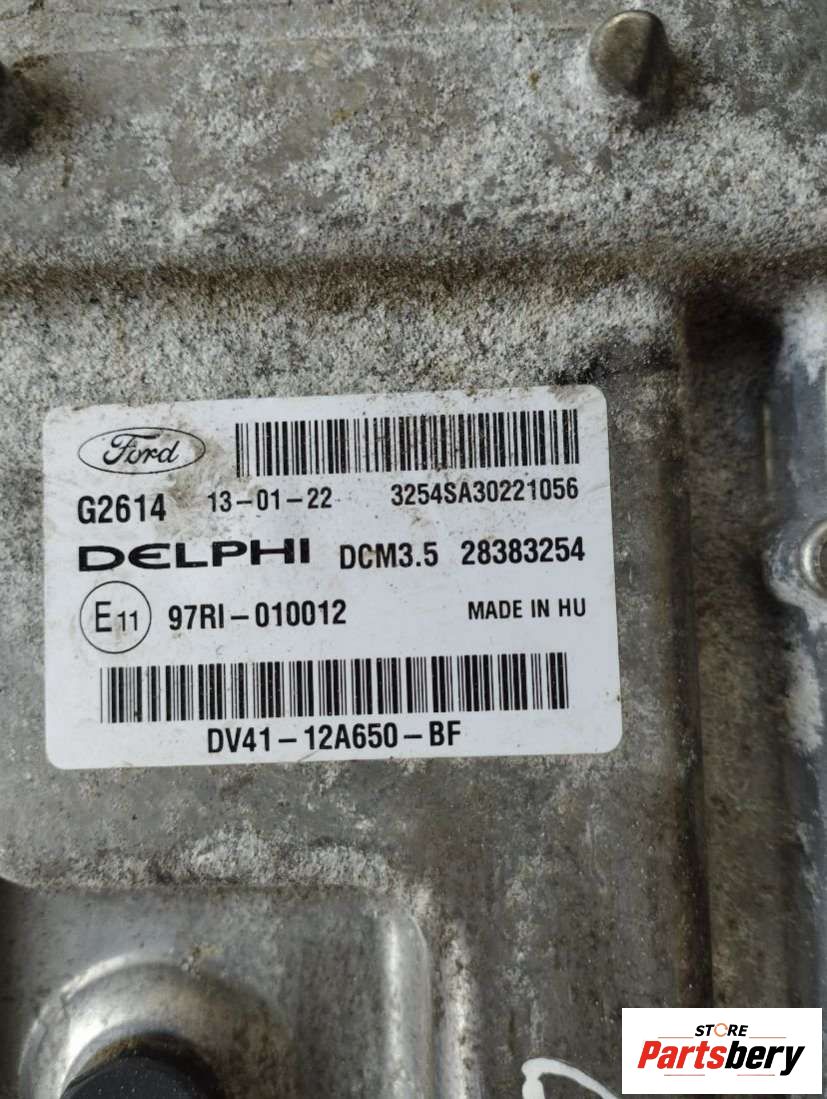 Ford
G2614 13-01-22 3254SA30221056
DELPHI DCM3.5 28383254
E11 97RI-010012 MADE IN HU
DV41-12A650-BF
STORE
Partsbery